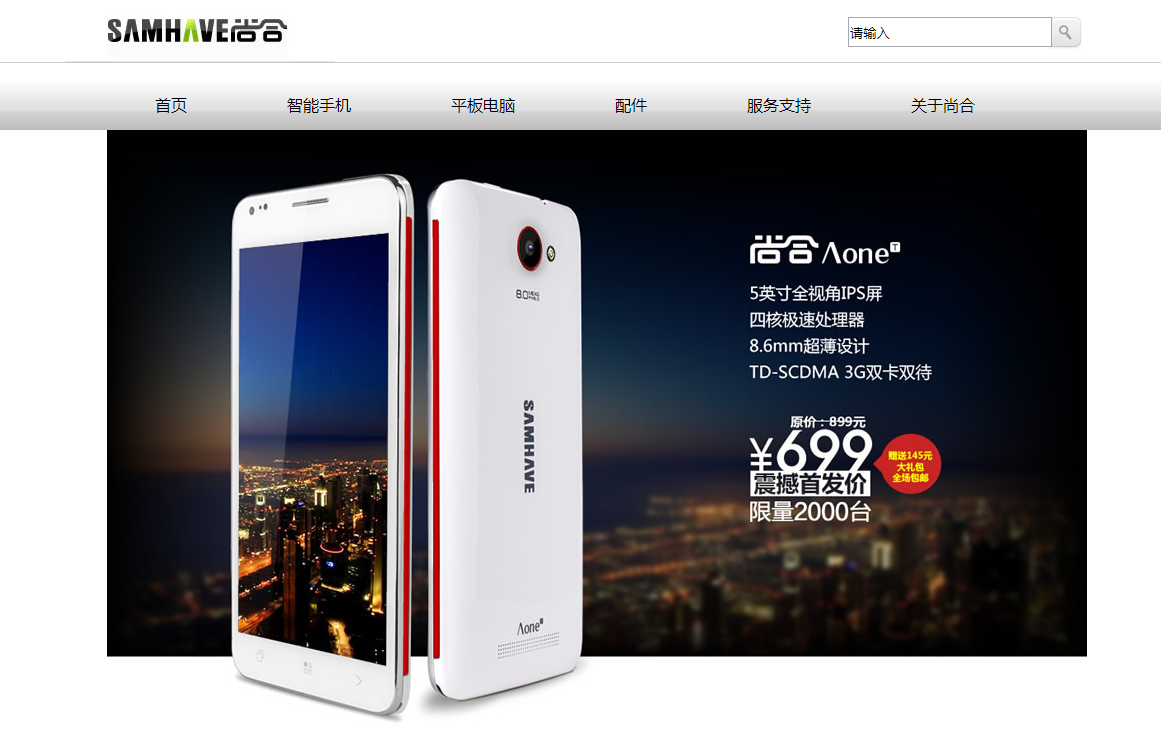 SAMHAVE尚合
请输入
首页 智能手机 平板电脑 配件 服务支持 关于尚合
尚合 Λone T
5英寸全视角IPS屏
四核极速处理器
8.6mm超薄设计
TD-SCDMA 3G双卡双待
原价：899元
¥699
震撼首发价
限量2000台
赠送145元
大礼包
全场包邮
8.0 MEAG
SAMHAVE
Λone